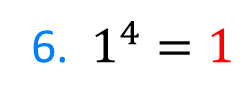 6. 1⁴ = 1